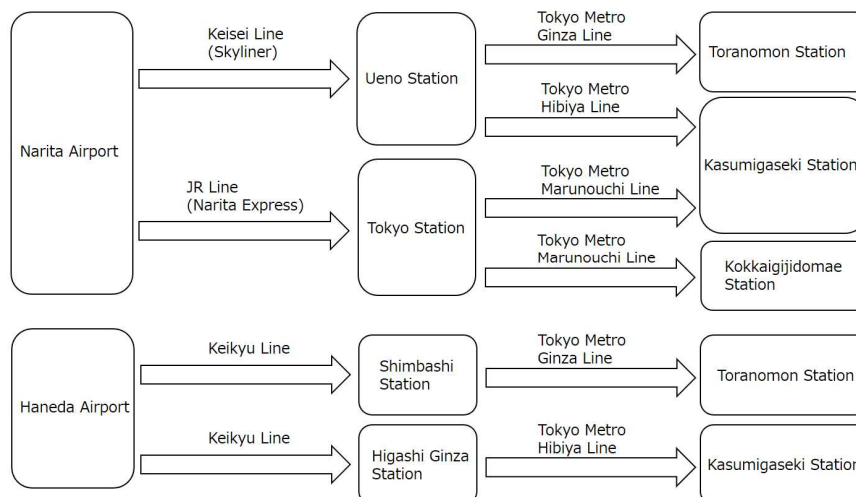 Keisei Line
(Skyliner)
Tokyo Metro
Ginza Line
Toranomon Station
Ueno Station
Tokyo Metro
Hibiya Line
Narita Airport
Kasumigaseki Station
JR Line
(Narita Express)
Tokyo Metro
Marunouchi Line
Tokyo Station
Tokyo Metro
Marunouchi Line
Kokkaigijidomae
Station
Keikyu Line
Tokyo Metro
Ginza Line
Shimbashi
Station
Toranomon Station
Haneda Airport
Keikyu Line
Tokyo Metro
Hibiya Line
Higashi Ginza
Station
Kasumigaseki Station